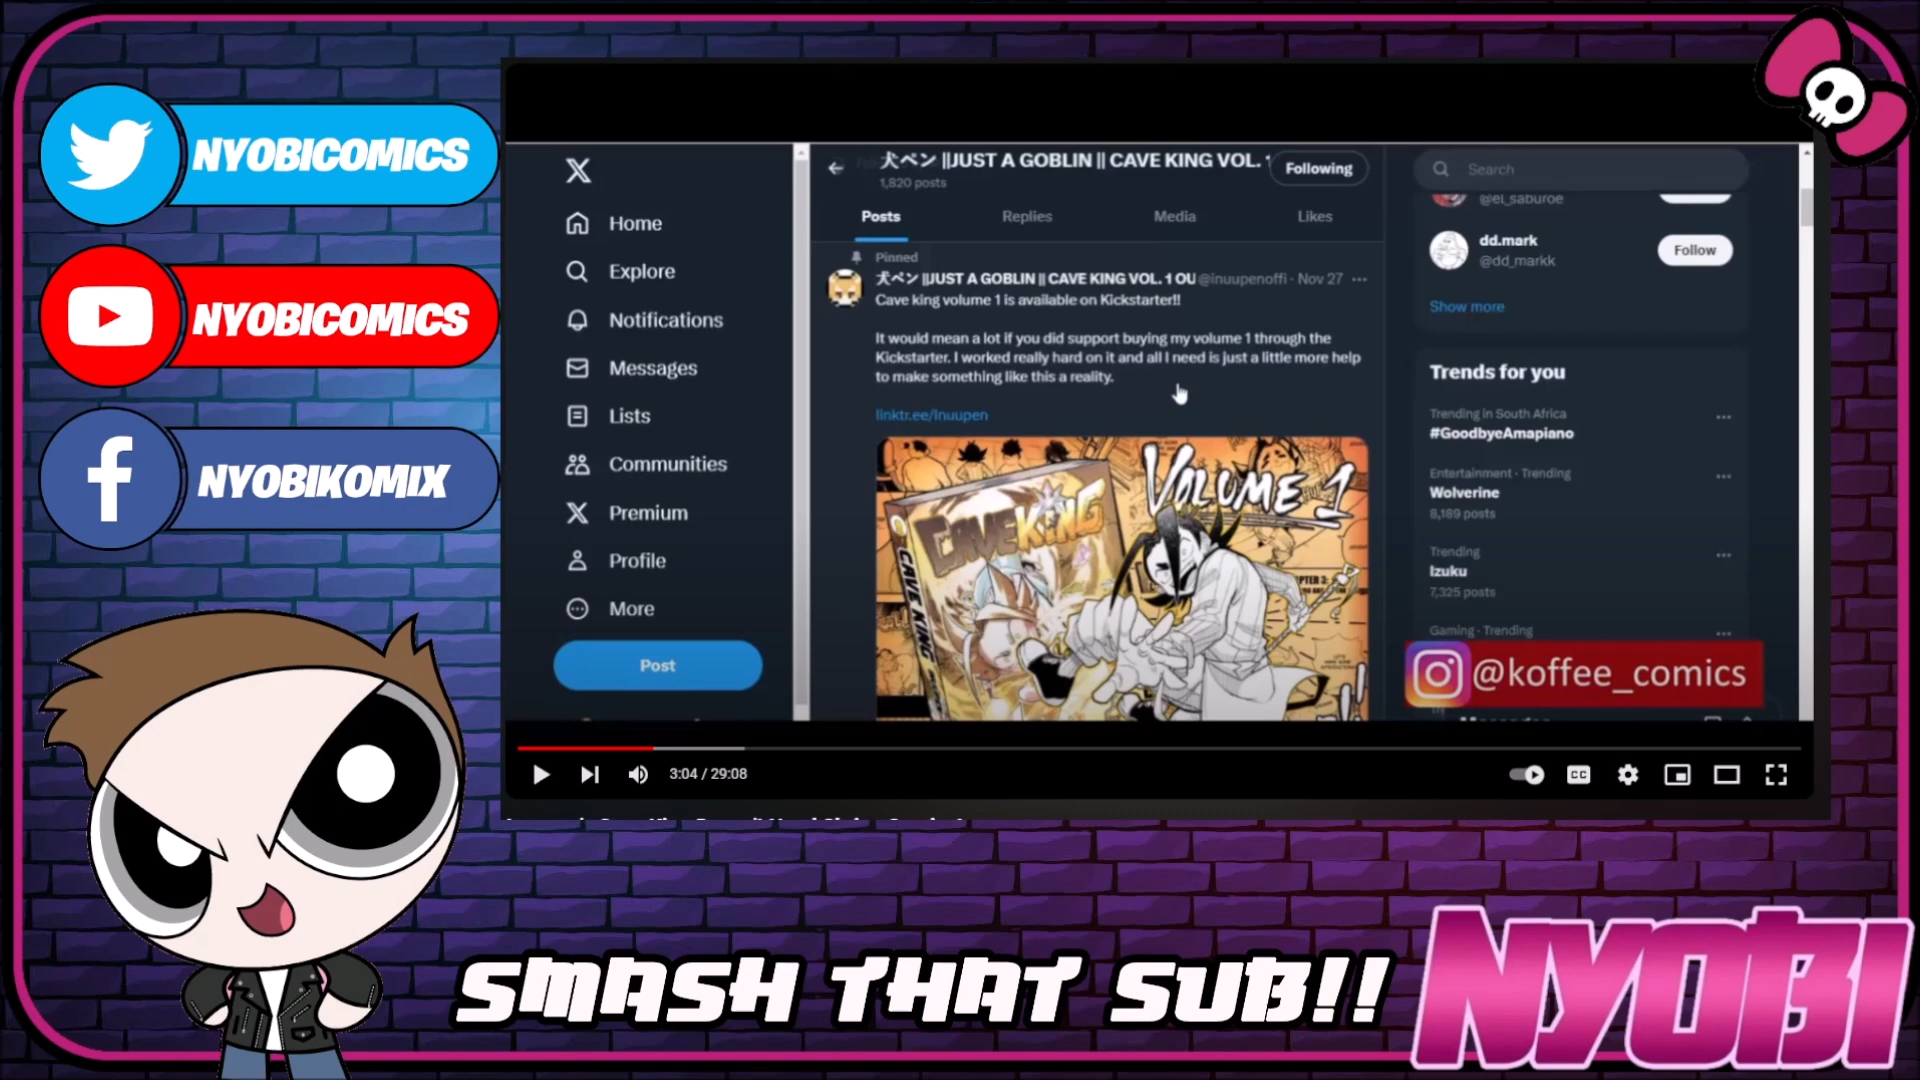 NYOBICOMICS
NYOBICOMICS
NYOBIKOMIX
X
Home
Explore
Notifications
Messages
Lists
Communities
Premium
Profile
More
Post
犬ペン ||JUST A GOBLIN || CAVE KING VOL. 1
1,820 posts
Following
Posts
Replies
Media
Likes
Pinned
犬ペン ||JUST A GOBLIN || CAVE KING VOL. 1 OU @inuupenoffi · Nov 27
Cave king volume 1 is available on Kickstarter!!
It would mean a lot if you did support buying my volume 1 through the
Kickstarter. I worked really hard on it and all I need is just a little more help
to make something like this a reality.
linktr.ee/Inuupen
VOLUME 1
CAVE KING
CAVE KING
Search
@el_saburoe
dd.mark
@dd_markk
Follow
Show more
Trends for you
Trending in South Africa
#GoodbyeAmapiano
Entertainment · Trending
Wolverine
8,189 posts
Trending
Izuku
7,325 posts
Gaming · Trending
@koffee_comics
3:04 / 29:08
CC
SMASH THAT SUB!!
NYOBI